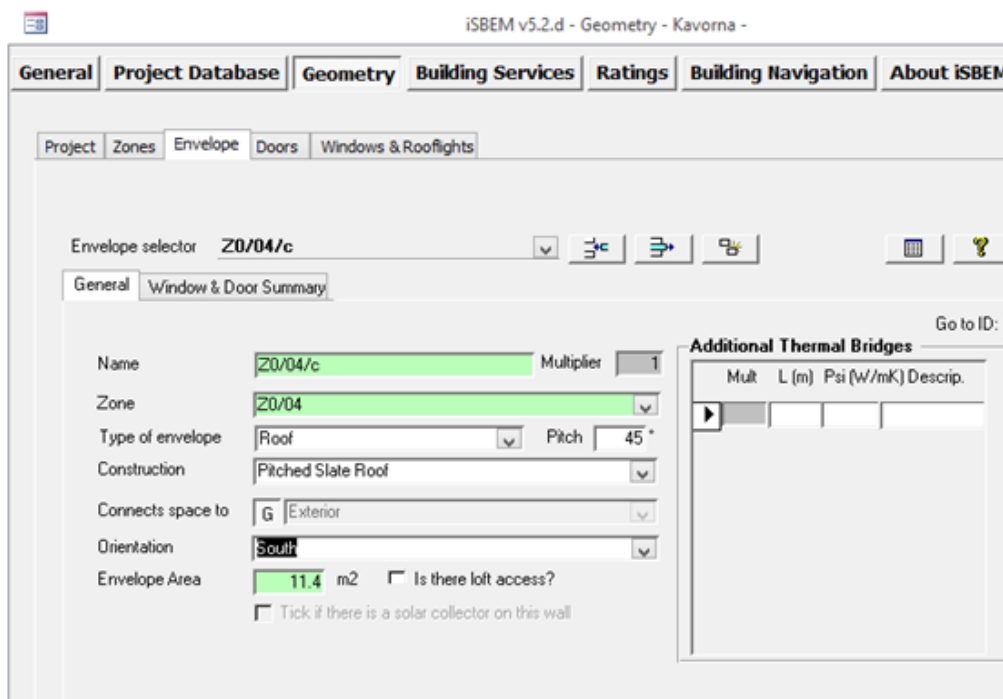 iSBEM v5.2.d - Geometry - Kavorna -
General Project Database Geometry Building Services Ratings Building Navigation About iSBEM
Project Zones Envelope Doors Windows & Rooflights
Envelope selector Z0/04/c
General Window & Door Summary
Go to ID:
Additional Thermal Bridges
Name Z0/04/c Multiplier 1
Mult L (m) Psi (W/mK) Descrip.
Zone Z0/04
Type of envelope Roof Pitch 45 °
Construction Pitched Slate Roof
Connects space to G Exterior
Orientation South
Envelope Area 11.4 m2 Is there loft access?
Tick if there is a solar collector on this wall